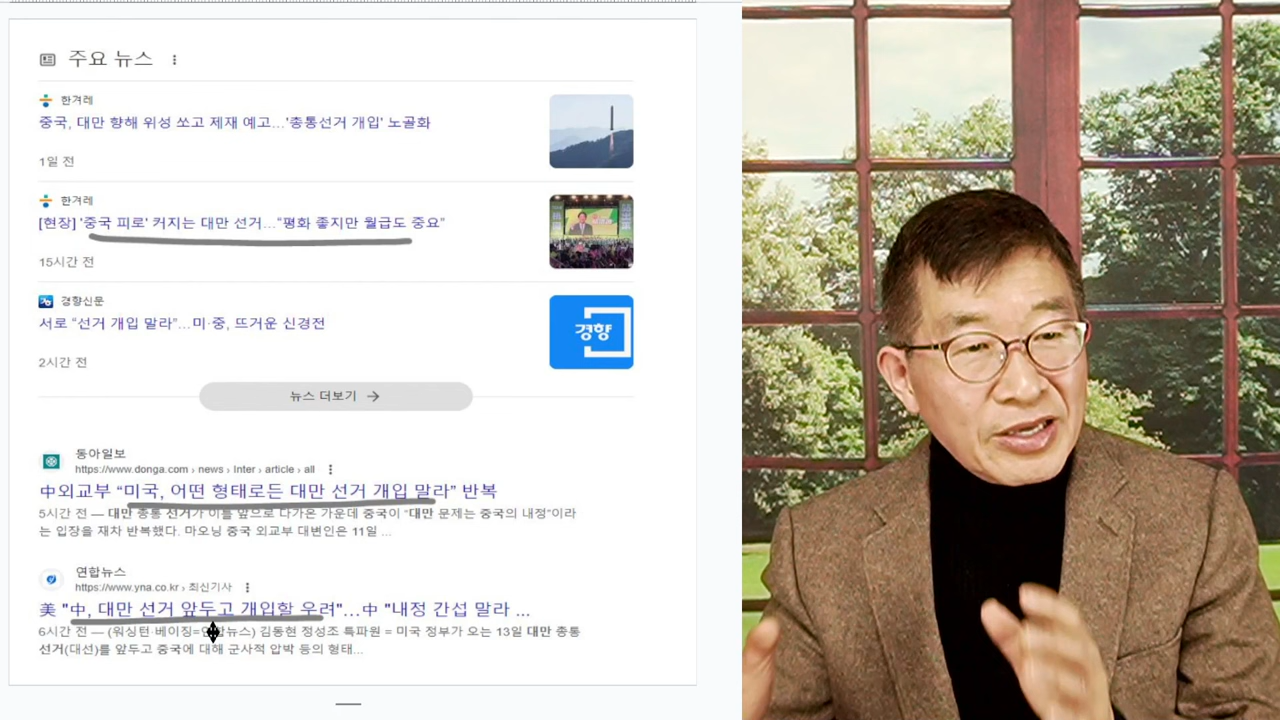 주요 뉴스
한겨레
중국, 대만 향해 위성 쏘고 제재 예고…'총통선거 개입' 노골화
1일 전
한겨레
[현장] '중국 피로' 커지는 대만 선거…"평화 좋지만 월급도 중요"
15시간 전
경향신문
서로 "선거 개입 말라"…미·중, 뜨거운 신경전
경향
2시간 전
뉴스 더보기 →
동아일보
https://www.donga.com › news › Inter › article › all
中외교부 "미국, 어떤 형태로든 대만 선거 개입 말라" 반복
5시간 전 — 대만 총통 선거가 이틀 앞으로 다가온 가운데 중국이 "대만 문제는 중국의 내정"이라
는 입장을 재차 반복했다. 마오닝 중국 외교부 대변인은 11일 ...
연합뉴스
https://www.yna.co.kr › 최신기사
美 "中, 대만 선거 앞두고 개입할 우려"…中 "내정 간섭 말라 ...
6시간 전 — (워싱턴·베이징=연합뉴스) 김동현 정성조 특파원 = 미국 정부가 오는 13일 대만 총통
선거(대선)를 앞두고 중국에 대해 군사적 압박 등의 형태...